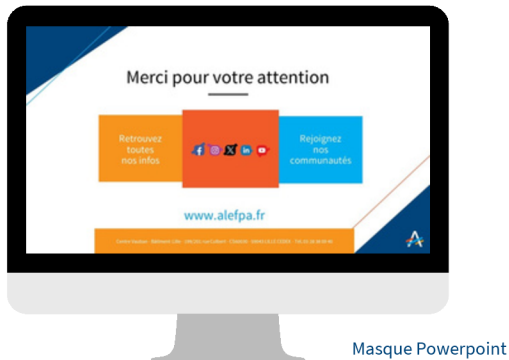 Merci pour votre attention
Retrouvez
toutes
nos infos
Rejoignez
nos
communautés
www.alefpa.fr
Masque Powerpoint